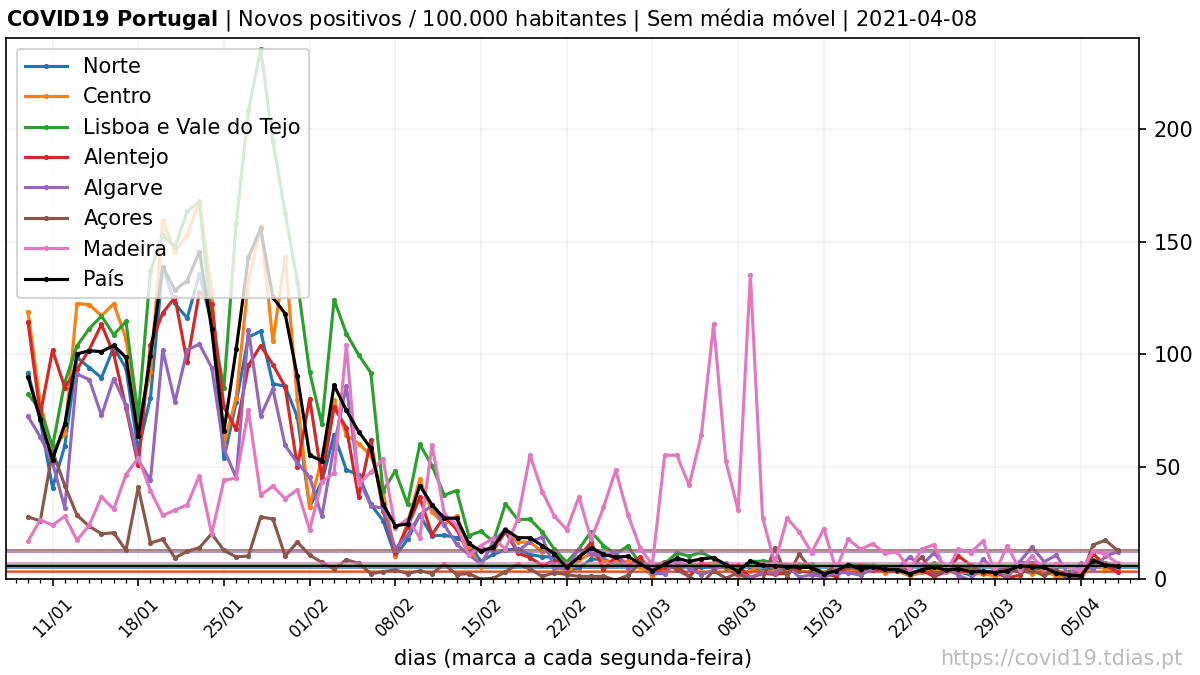 COVID19 Portugal | Novos positivos / 100.000 habitantes | Sem média móvel | 2021-04-08
Norte
Centro
Lisboa e Vale do Tejo
Alentejo
Algarve
Açores
Madeira
País
200
150
100
50
0
11/01
18/01
25/01
01/02
08/02
15/02
22/02
01/03
08/03
15/03
22/03
29/03
05/04
dias (marca a cada segunda-feira)
https://covid19.tdias.pt